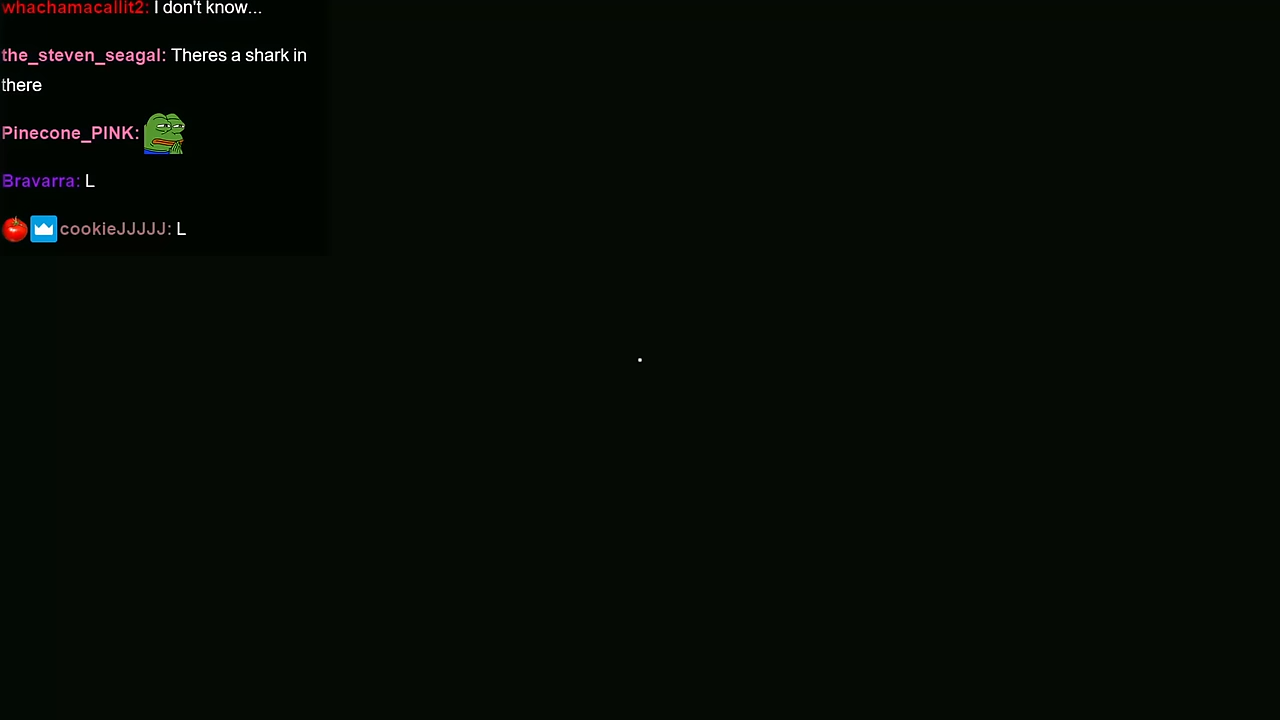 whachamacallit2: I don't know...
the_steven_seagal: Theres a shark in
there
Pinecone_PINK:
Bravarra: L
cookieJJJJJ: L